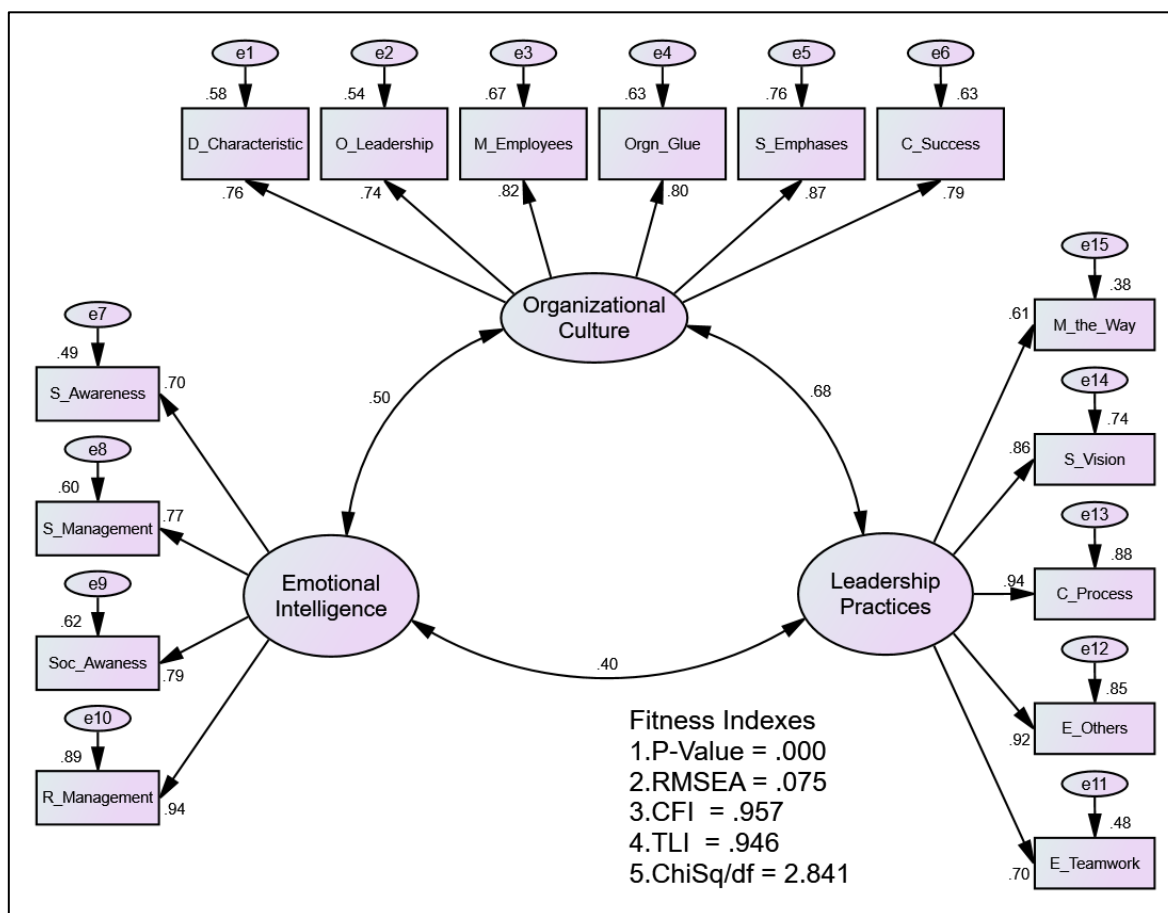 e1
e2
e3
e4
e5
e6
.58
.54
.67
.63
.76
.63
D_Characteristic
O_Leadership
M_Employees
Orgn_Glue
S_Emphases
C_Success
.76
.74
.82
.80
.87
.79
Organizational
Culture
e7
.49
S_Awareness
.70
e8
.60
S_Management
.77
e9
.62
Soc_Awaness
.79
e10
.89
R_Management
.94
Emotional
Intelligence
.50
.68
.40
Leadership
Practices
e15
.38
.61
M_the_Way
e14
.74
.86
S_Vision
e13
.88
.94
C_Process
e12
.85
E_Others
.92
e11
.48
E_Teamwork
.70
Fitness Indexes
1.P-Value = .000
2.RMSEA = .075
3.CFI = .957
4.TLI = .946
5.ChiSq/df = 2.841